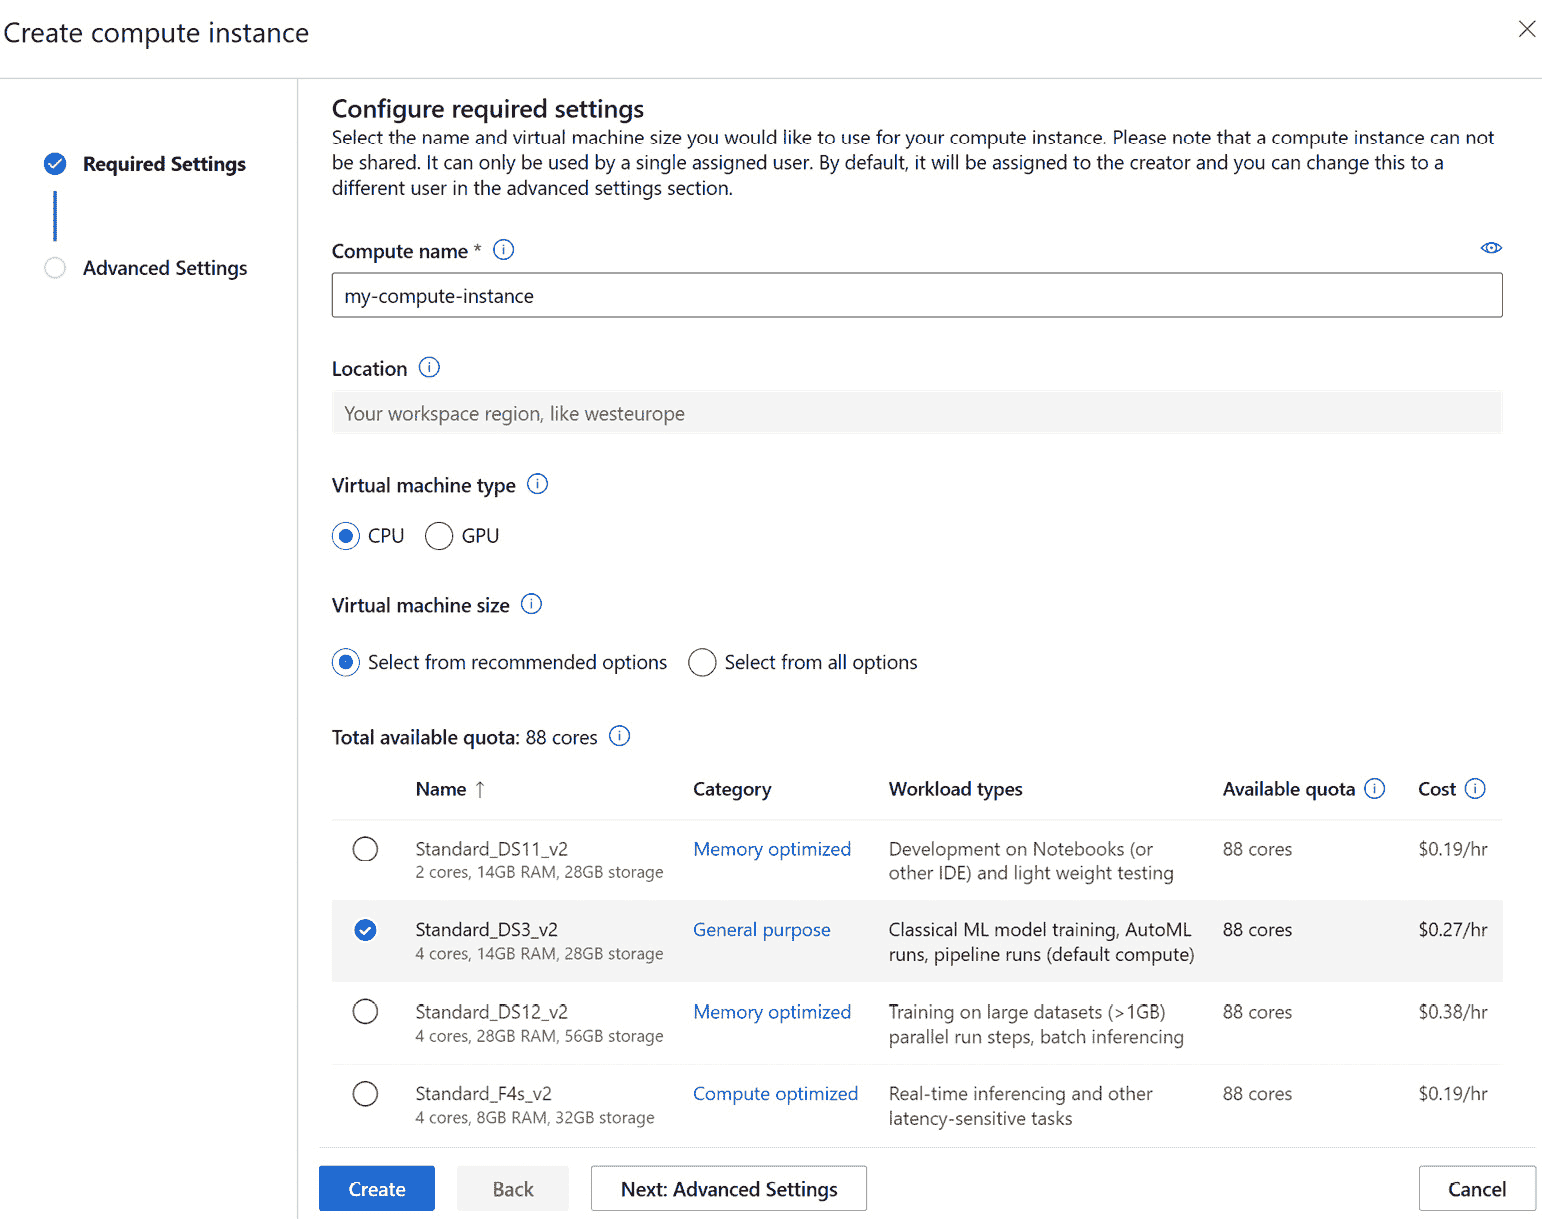 Create compute instance
Required Settings
Advanced Settings
Configure required settings
Select the name and virtual machine size you would like to use for your compute instance. Please note that a compute instance can not
be shared. It can only be used by a single assigned user. By default, it will be assigned to the creator and you can change this to a
different user in the advanced settings section.
Compute name *
my-compute-instance
Location
Your workspace region, like westeurope
Virtual machine type
CPU GPU
Virtual machine size
Select from recommended options Select from all options
Total available quota: 88 cores
Name ↑ Category Workload types Available quota Cost
Standard_DS11_v2 Memory optimized Development on Notebooks (or 88 cores $0.19/hr
2 cores, 14GB RAM, 28GB storage other IDE) and light weight testing
Standard_DS3_v2 General purpose Classical ML model training, AutoML 88 cores $0.27/hr
4 cores, 14GB RAM, 28GB storage runs, pipeline runs (default compute)
Standard_DS12_v2 Memory optimized Training on large datasets (>1GB) 88 cores $0.38/hr
4 cores, 28GB RAM, 56GB storage parallel run steps, batch inferencing
Standard_F4s_v2 Compute optimized Real-time inferencing and other 88 cores $0.19/hr
4 cores, 8GB RAM, 32GB storage latency-sensitive tasks
Create Back Next: Advanced Settings Cancel